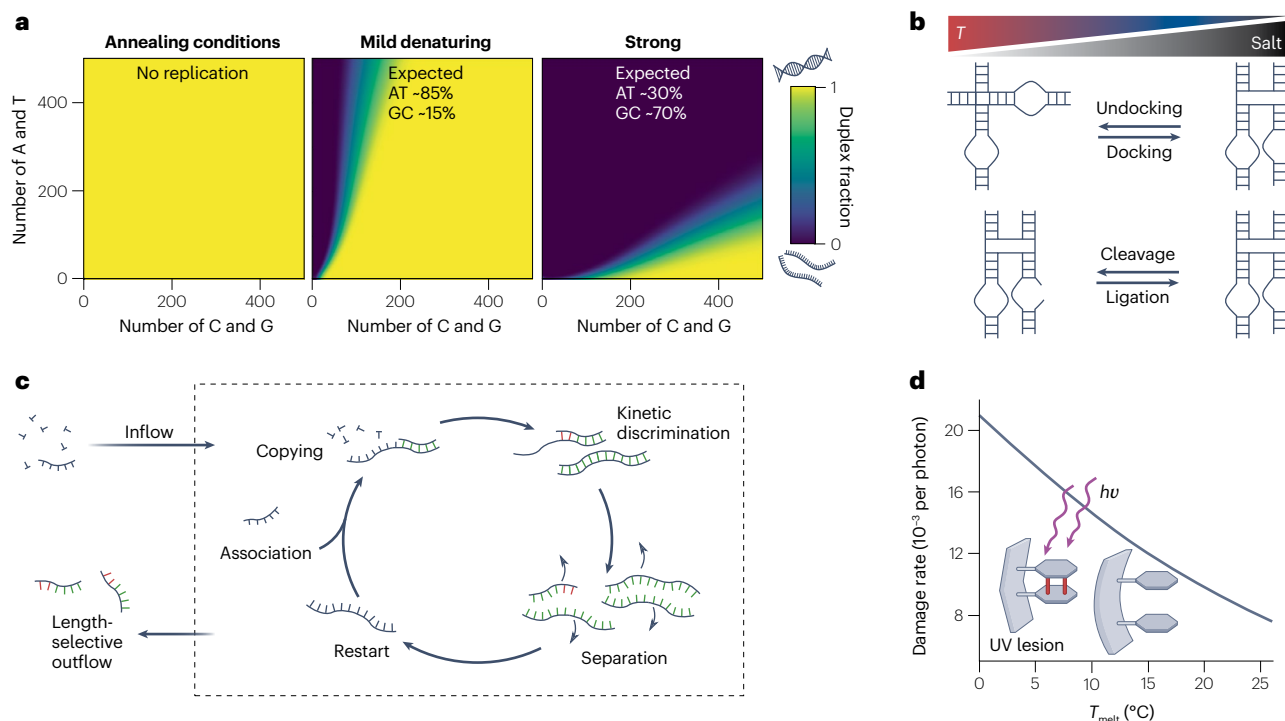 a
Annealing conditions
Mild denaturing
Strong
No replication
Expected
AT ~85%
GC ~15%
Expected
AT ~30%
GC ~70%
Number of A and T
400
200
0
0
200
400
0
200
400
0
200
400
Number of C and G
Number of C and G
Number of C and G
1
0
Duplex fraction
b
T
Salt
Undocking
Docking
Cleavage
Ligation
c
Inflow
Copying
Kinetic
discrimination
Association
Length-
selective
outflow
Restart
Separation
d
Damage rate (10⁻³ per photon)
20
16
12
8
hυ
UV lesion
0
5
10
15
20
25
Tmelt (°C)